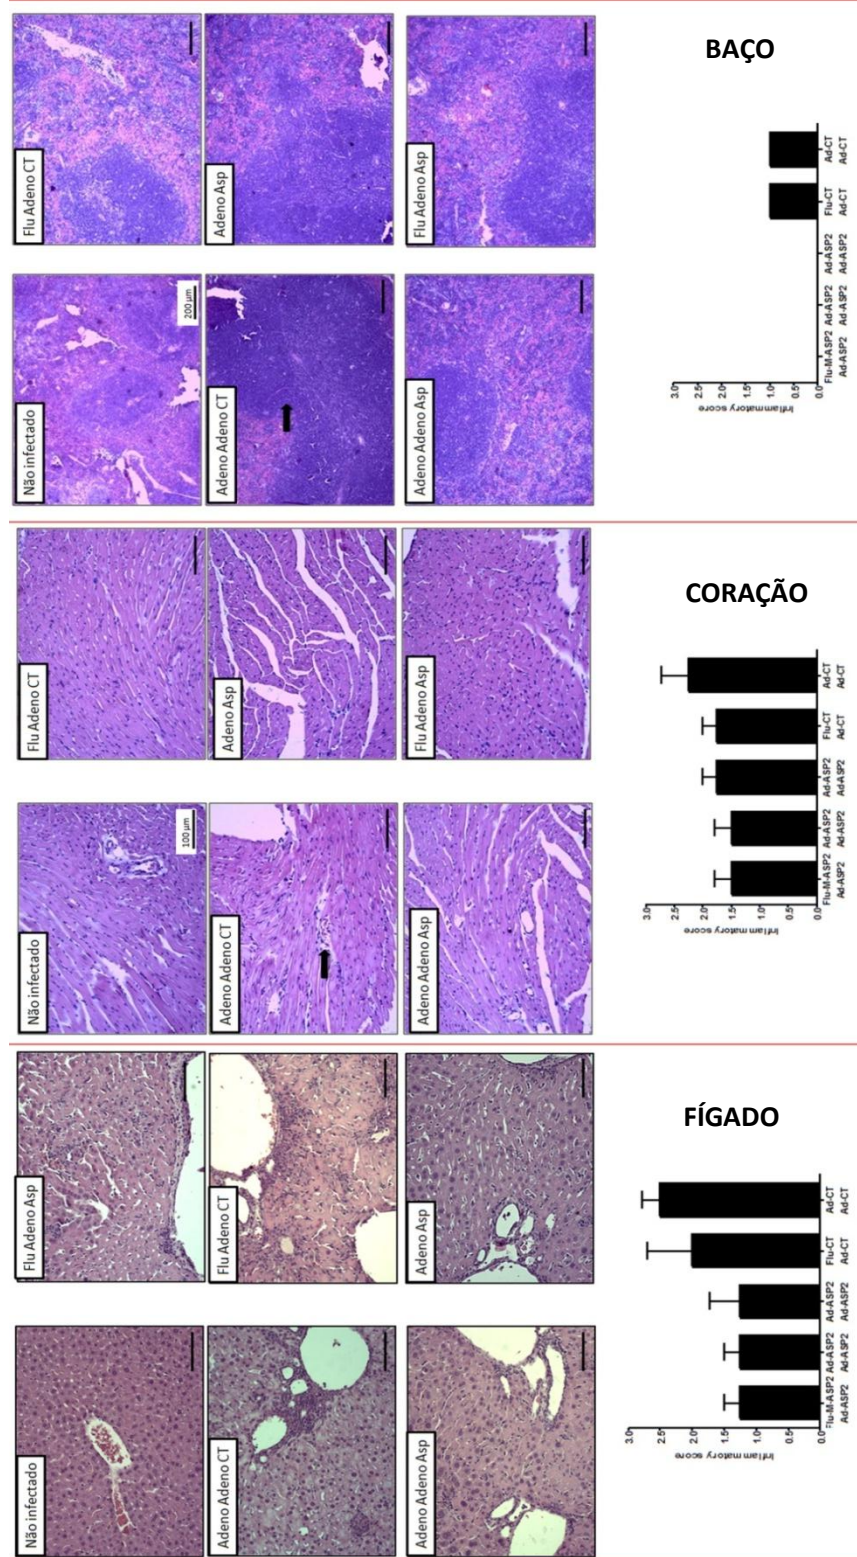 Flu Adeno CT
Adeno Asp
Flu Adeno Asp
Não infectado
200 µm
Adeno Adeno CT
Adeno Adeno Asp
BAÇO
Inflammatory score
3.0
2.5
2.0
1.5
1.0
0.5
0.0
Flu-M-ASP2 Ad-ASP2 Ad-ASP2 Flu-CT Ad-CT
Ad-ASP2 Ad-ASP2 Ad-ASP2 Ad-CT Ad-CT
Flu Adeno CT
Adeno Asp
Flu Adeno Asp
Não infectado
100 µm
Adeno Adeno CT
Adeno Adeno Asp
CORAÇÃO
Inflammatory score
3.0
2.5
2.0
1.5
1.0
0.5
0.0
Flu-M-ASP2 Ad-ASP2 Ad-ASP2 Flu-CT Ad-CT
Ad-ASP2 Ad-ASP2 Ad-ASP2 Ad-CT Ad-CT
Flu Adeno Asp
Flu Adeno CT
Adeno Asp
Não infectado
Adeno Adeno CT
Adeno Adeno Asp
FÍGADO
Inflammatory score
3.0
2.5
2.0
1.5
1.0
0.5
0.0
Flu-M-ASP2 Ad-ASP2 Ad-ASP2 Flu-CT Ad-CT
Ad-ASP2 Ad-ASP2 Ad-ASP2 Ad-CT Ad-CT